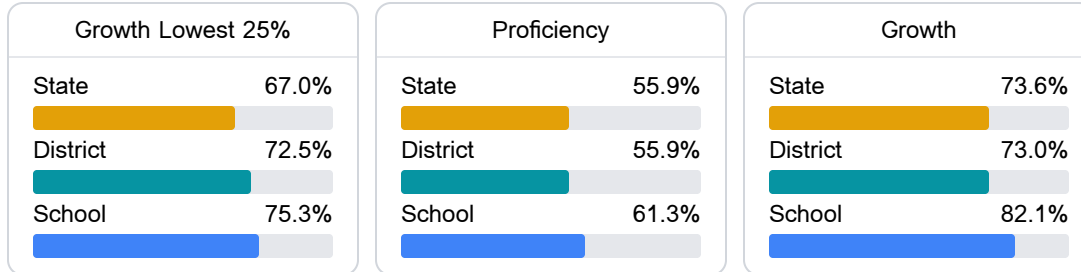 Growth Lowest 25%
State 67.0%
District 72.5%
School 75.3%
Proficiency
State 55.9%
District 55.9%
School 61.3%
Growth
State 73.6%
District 73.0%
School 82.1%